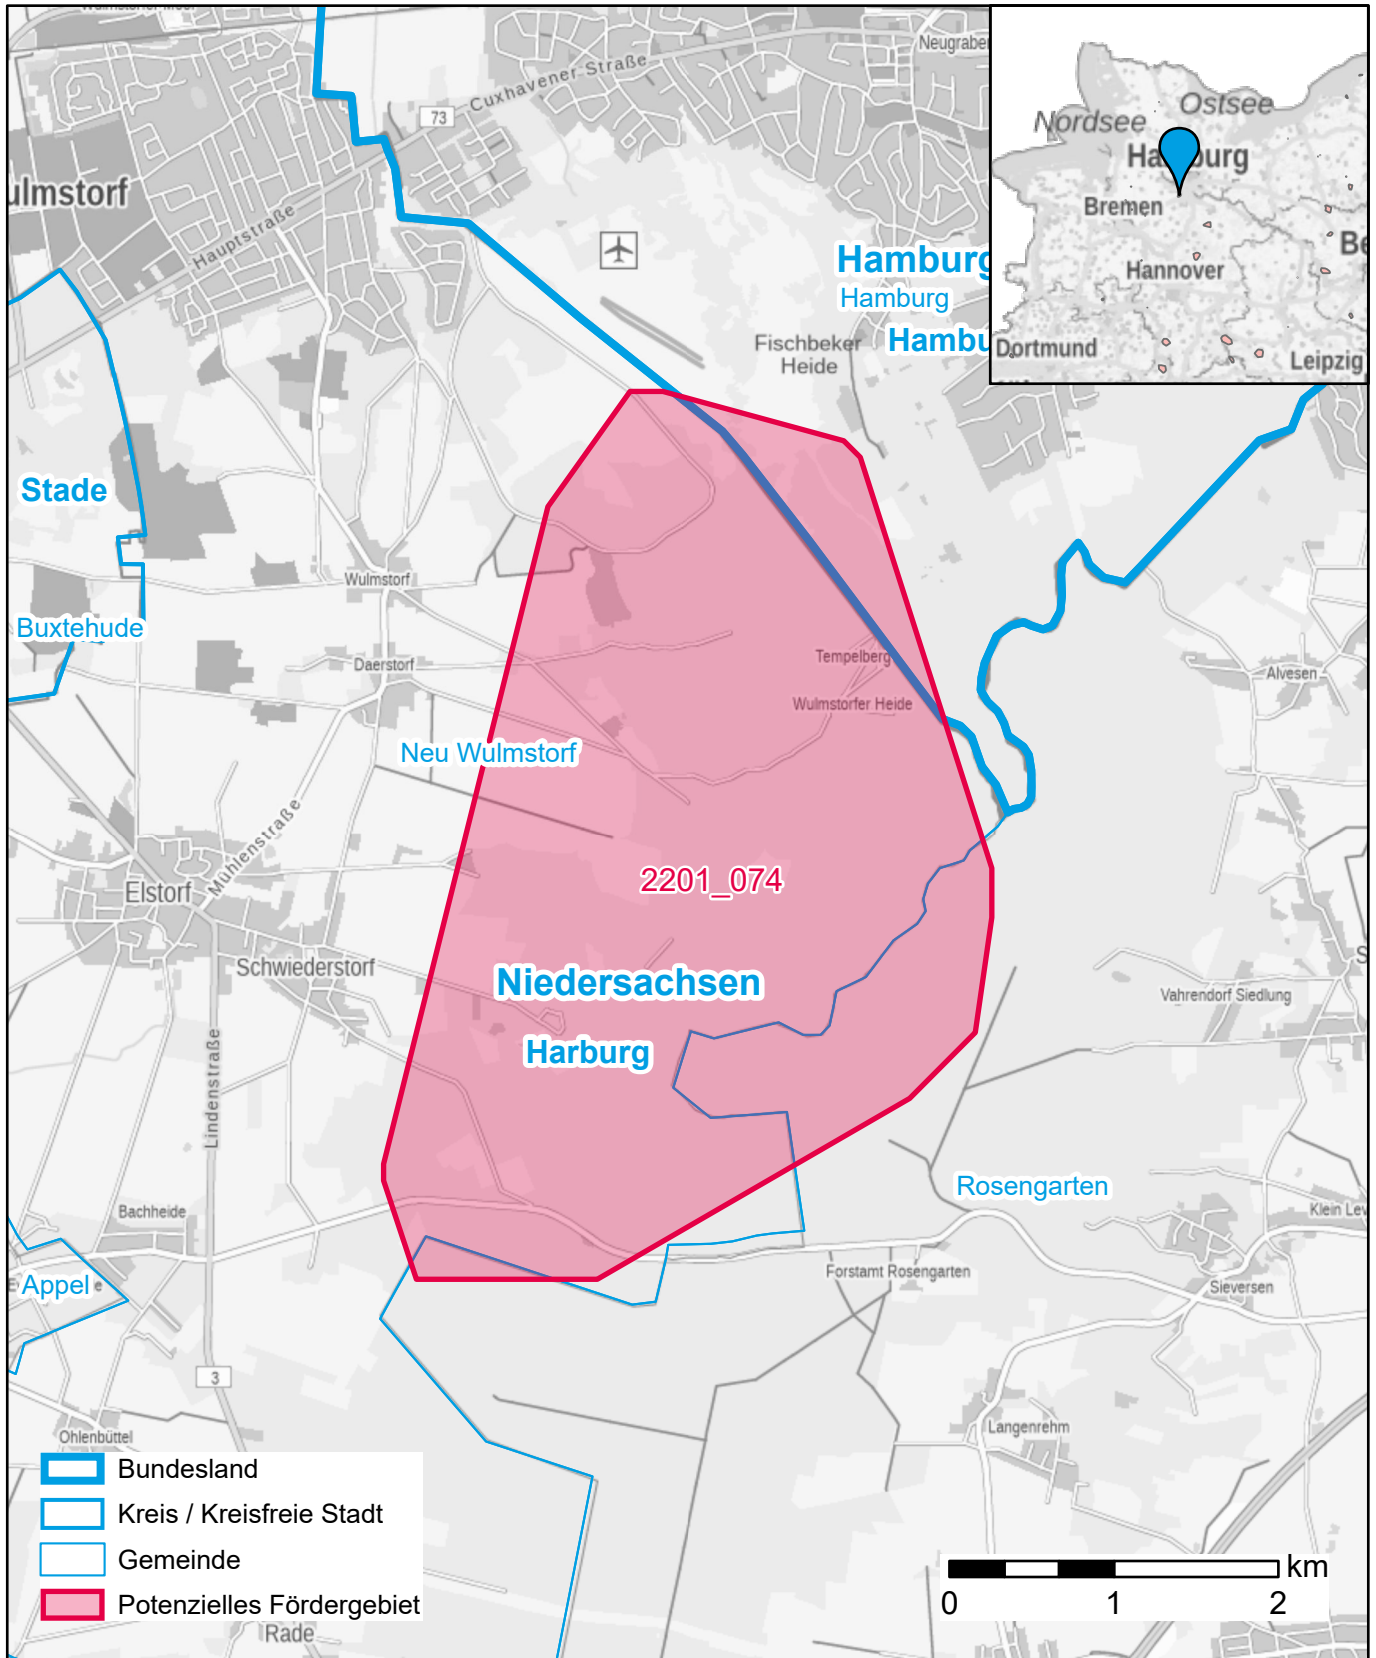 Neugraben
Cuxhavener Straße
73
ulmstorf
Hauptstraße
Hamburg
Hamburg
Hambu
Fischbeker
Heide
Nordsee
Ostsee
Hamburg
Bremen
Be
Hannover
Dortmund
Leipzig
Stade
Buxtehude
Wulmstorf
Daerstorf
Tempelberg
Wulmstorfer Heide
Alvesen
Neu Wulmstorf
Mühlenstraße
Elstorf
2201_074
Schwiederstorf
Niedersachsen
Harburg
S
Vahrendorf Siedlung
Lindenstraße
Bachheide
Rosengarten
Klein Lev
Appel
Forstamt Rosengarten
Sieversen
3
Ohlenbüttel
Langenrehm
Bundesland
Kreis / Kreisfreie Stadt
Gemeinde
Potenzielles Fördergebiet
Rade
km
0 1 2